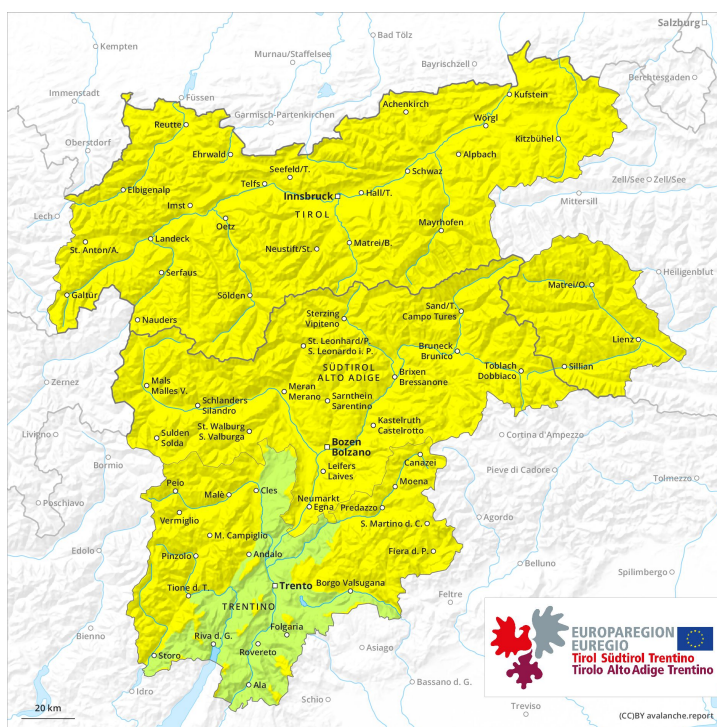 Salzburg
Kempten
Bad Tölz
Murnau/Staffelsee
Bayrischzell
Berchtesgaden
Immenstadt
Füssen
Garmisch-Partenkirchen
Achenkirch
Kufstein
Reutte
Wörgl
Oberstdorf
Ehrwald
Kitzbühel
Alpbach
Seefeld/T.
Schwaz
Zell/See
Zell/See
Elbigenalp
Telfs
Innsbruck
Hall/T.
Mittersill
Imst
TIROL
Lech
Oetz
Mayrhofen
St. Anton/A.
Landeck
Neustift/St.
Matrei/B.
Serfaus
Heiligenblut
Galtür
Sölden
Matrei/O.
Nauders
Sterzing
Vipiteno
Sand/T.
Campo Tures
Lienz
St. Leonhard/P.
S. Leonardo i. P.
Bruneck
Brunico
SÜDTIROL
ALTO ADIGE
Toblach
Dobbiaco
Sillian
Zernez
Mals
Malles V.
Meran
Merano
Brixen
Bressanone
Schlanders
Silandro
Sarnthein
Sarentino
St. Walburg
S. Valburga
Kastelruth
Castelrotto
Livigno
Sulden
Solda
Bozen
Bolzano
Cortina d'Ampezzo
Bormio
Leifers
Laives
Canazei
Pieve di Cadore
Tolmezzo
Peio
Cles
Moena
Malè
Neumarkt
Egna
Predazzo
Poschiavo
Vermiglio
Agordo
S. Martino d. C.
M. Campiglio
Edolo
Pinzolo
Andalo
Fiera d. P.
Belluno
Spilimbergo
Tione d. T.
Trento
Borgo Valsugana
Feltre
TRENTINO
Bienno
Riva d. G.
Folgaria
Storo
Rovereto
Asiago
EUROPAREGION
EUREGIO
Tirol Südtirol Trentino
Tirolo Alto Adige Trentino
Idro
Ala
Schio
Bassano d. G.
Treviso
20 km
(CC)BY avalanche.report